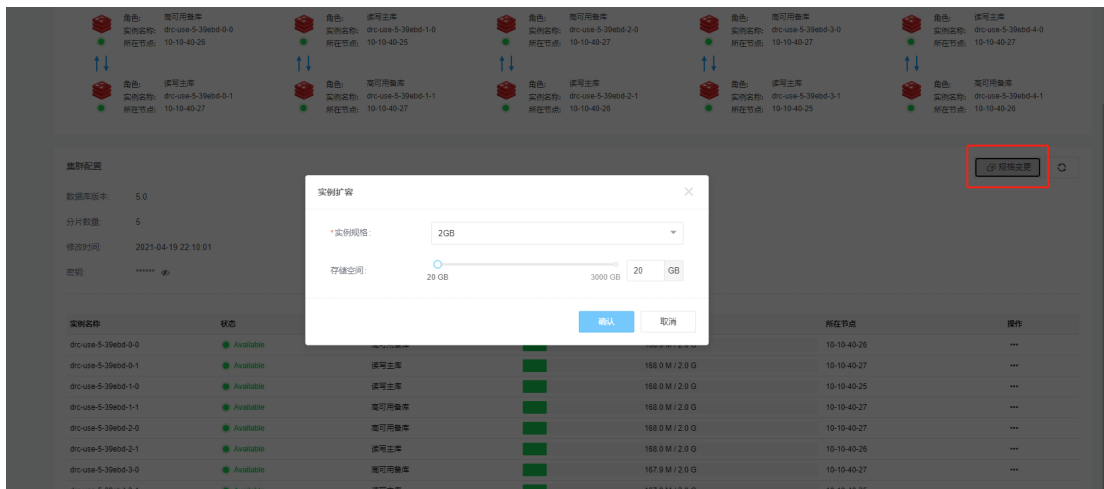 角色: 高可用备库 角色: 读写主库 角色: 高可用备库 角色: 高可用备库 角色: 读写主库
实例名称: drc-use-5-39ebd-0-0 实例名称: drc-use-5-39ebd-1-0 实例名称: drc-use-5-39ebd-2-0 实例名称: drc-use-5-39ebd-3-0 实例名称: drc-use-5-39ebd-4-0
所在节点: 10-10-40-26 所在节点: 10-10-40-25 所在节点: 10-10-40-27 所在节点: 10-10-40-27 所在节点: 10-10-40-27
角色: 读写主库 角色: 高可用备库 角色: 读写主库 角色: 读写主库 角色: 高可用备库
实例名称: drc-use-5-39ebd-0-1 实例名称: drc-use-5-39ebd-1-1 实例名称: drc-use-5-39ebd-2-1 实例名称: drc-use-5-39ebd-3-1 实例名称: drc-use-5-39ebd-4-1
所在节点: 10-10-40-27 所在节点: 10-10-40-27 所在节点: 10-10-40-26 所在节点: 10-10-40-25 所在节点: 10-10-40-26
集群配置 规格变更
数据库版本: 5.0
分片数量: 5
修改时间: 2021-04-19 22:10:01
密钥: ******
实例扩容
*实例规格: 2GB
存储空间: 20 GB 3000 GB 20 GB
确认 取消
实例名称 状态 所在节点 操作
drc-use-5-39ebd-0-0 Available 10-10-40-26 •••
drc-use-5-39ebd-0-1 Available 读写主库 168.0 M / 2.0 G 10-10-40-27 •••
drc-use-5-39ebd-1-0 Available 读写主库 168.0 M / 2.0 G 10-10-40-25 •••
drc-use-5-39ebd-1-1 Available 高可用备库 168.0 M / 2.0 G 10-10-40-27 •••
drc-use-5-39ebd-2-0 Available 高可用备库 168.0 M / 2.0 G 10-10-40-27 •••
drc-use-5-39ebd-2-1 Available 读写主库 168.0 M / 2.0 G 10-10-40-26 •••
drc-use-5-39ebd-3-0 Available 高可用备库 167.9 M / 2.0 G 10-10-40-27 •••